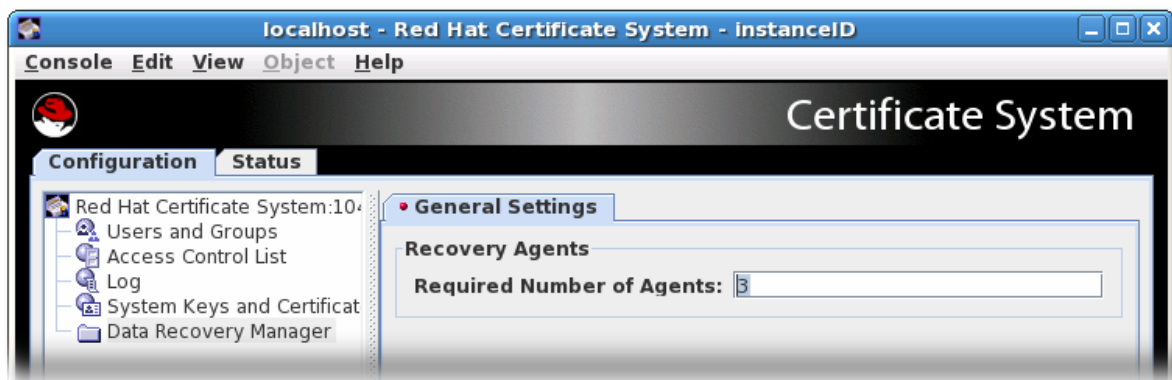 localhost - Red Hat Certificate System - instanceID
Console Edit View Object Help
Certificate System
Configuration Status
Red Hat Certificate System:104
Users and Groups
Access Control List
Log
System Keys and Certificat
Data Recovery Manager
General Settings
Recovery Agents
Required Number of Agents: 3